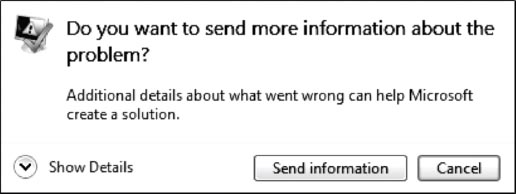 Do you want to send more information about the
problem?
Additional details about what went wrong can help Microsoft
create a solution.
Show Details
Send information
Cancel